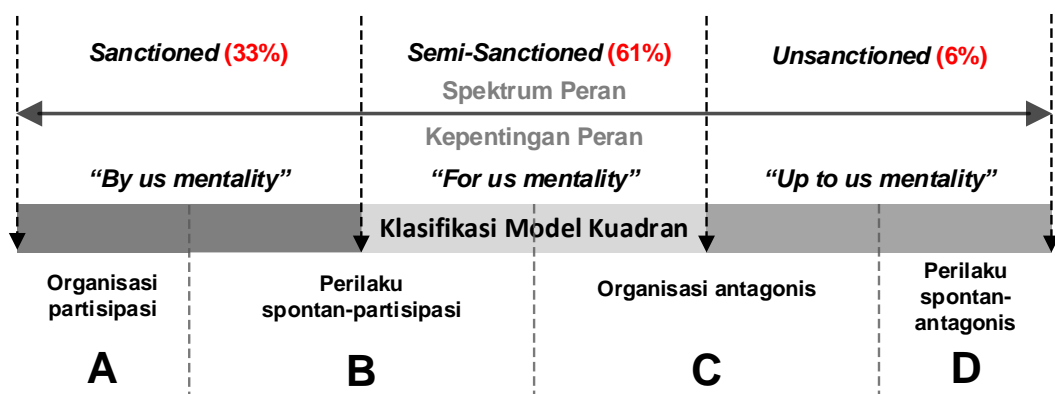 Sanctioned (33%)
Semi-Sanctioned (61%)
Unsanctioned (6%)
Spektrum Peran
Kepentingan Peran
“By us mentality”
“For us mentality”
“Up to us mentality”
Klasifikasi Model Kuadran
Organisasi
partisipasi
Perilaku
spontan-partisipasi
Organisasi antagonis
Perilaku
spontan-
antagonis
A
B
C
D